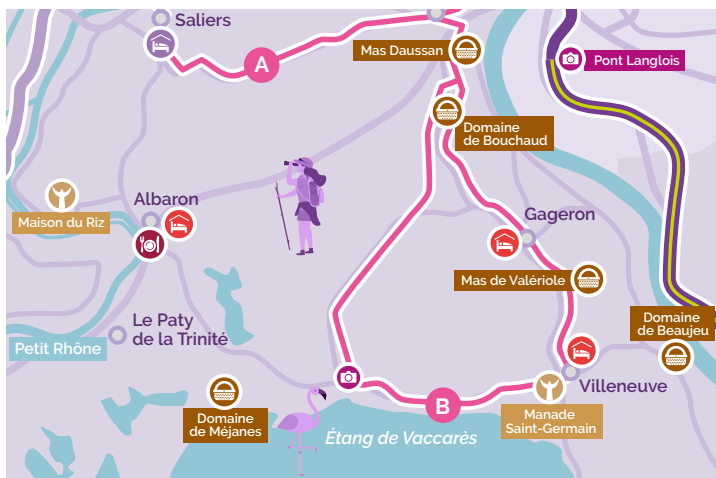 Saliers
A
Mas Daussan
Pont Langlois
Domaine
de Bouchaud
Albaron
Maison du Riz
Gageron
Mas de Valériole
Le Paty
de la Trinité
Petit Rhône
Domaine
de Beaujeu
Villeneuve
B
Manade
Saint-Germain
Domaine
de Méjanes
Étang de Vaccarès